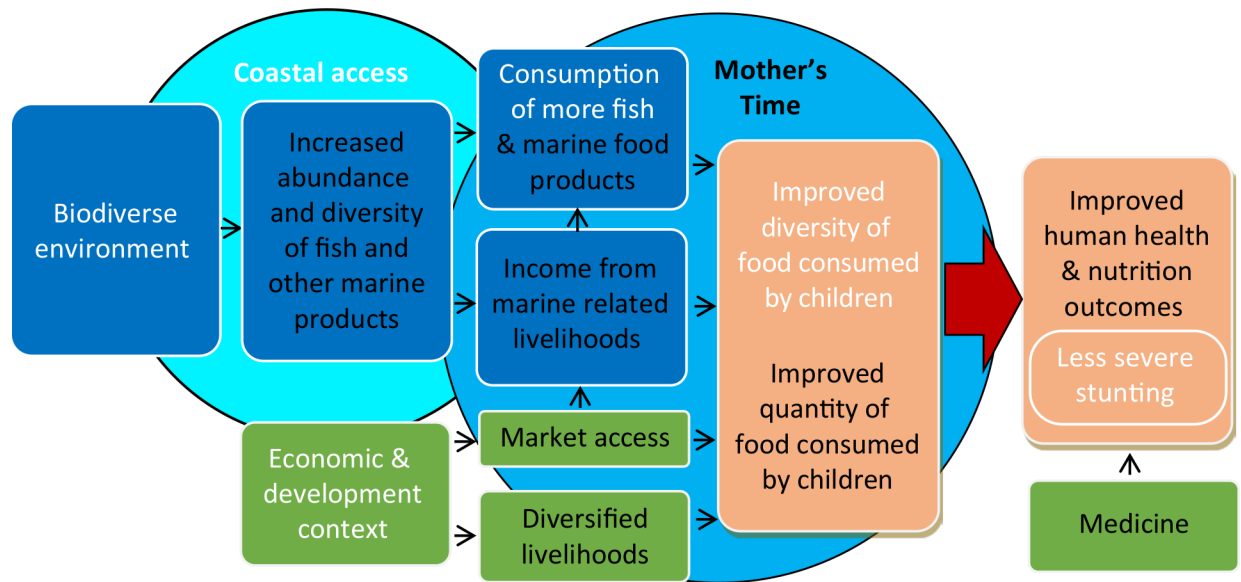 Coastal access
Mother's
Time
Biodiverse
environment
Increased
abundance
and diversity
of fish and
other marine
products
Consumption
of more fish
& marine food
products
Income from
marine related
livelihoods
Market access
Economic &
development
context
Diversified
livelihoods
Improved
diversity of
food consumed
by children
Improved
quantity of
food consumed
by children
Improved
human health
& nutrition
outcomes
Less severe
stunting
Medicine